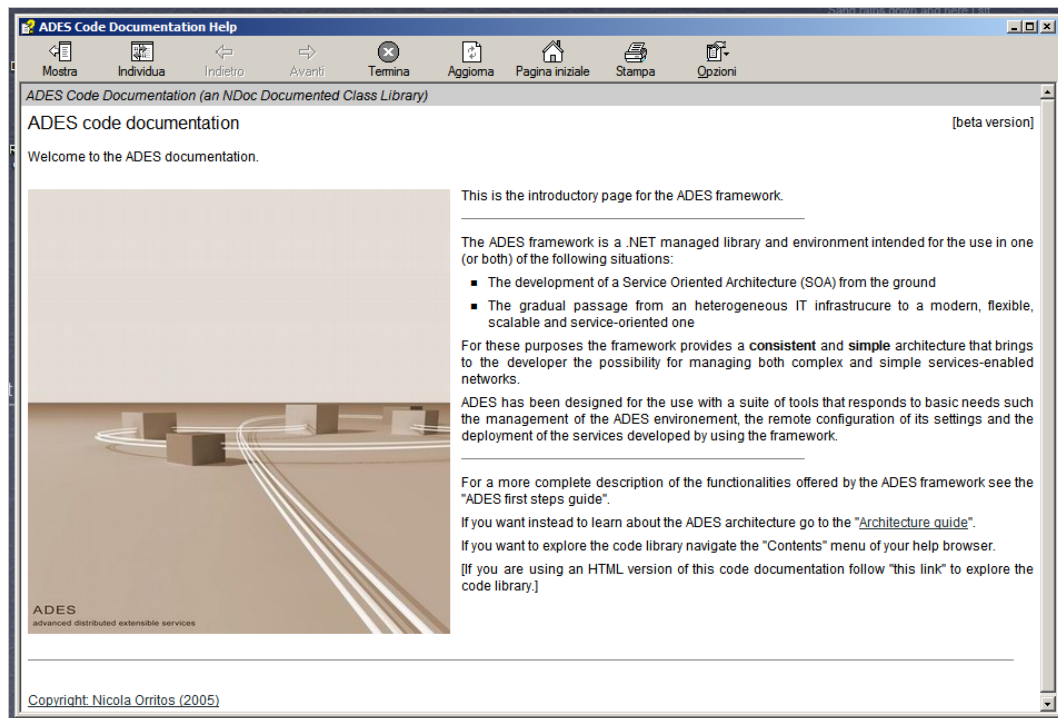 Sand rains down and here I sit
ADES Code Documentation Help
Mostra Individua Indietro Avanti Termina Aggiorna Pagina iniziale Stampa Opzioni
ADES Code Documentation (an NDoc Documented Class Library)
ADES code documentation [beta version]
Welcome to the ADES documentation.
This is the introductory page for the ADES framework.
The ADES framework is a .NET managed library and environment intended for the use in one
(or both) of the following situations:
The development of a Service Oriented Architecture (SOA) from the ground
The gradual passage from an heterogeneous IT infrastrucure to a modern, flexible,
scalable and service-oriented one
For these purposes the framework provides a consistent and simple architecture that brings
to the developer the possibility for managing both complex and simple services-enabled
networks.
ADES has been designed for the use with a suite of tools that responds to basic needs such
the management of the ADES environement, the remote configuration of its settings and the
deployment of the services developed by using the framework.
For a more complete description of the functionalities offered by the ADES framework see the
"ADES first steps guide".
If you want instead to learn about the ADES architecture go to the "Architecture guide".
If you want to explore the code library navigate the "Contents" menu of your help browser.
[If you are using an HTML version of this code documentation follow "this link" to explore the
code library.]
ADES
advanced distributed extensible services
Copyright: Nicola Orritos (2005)